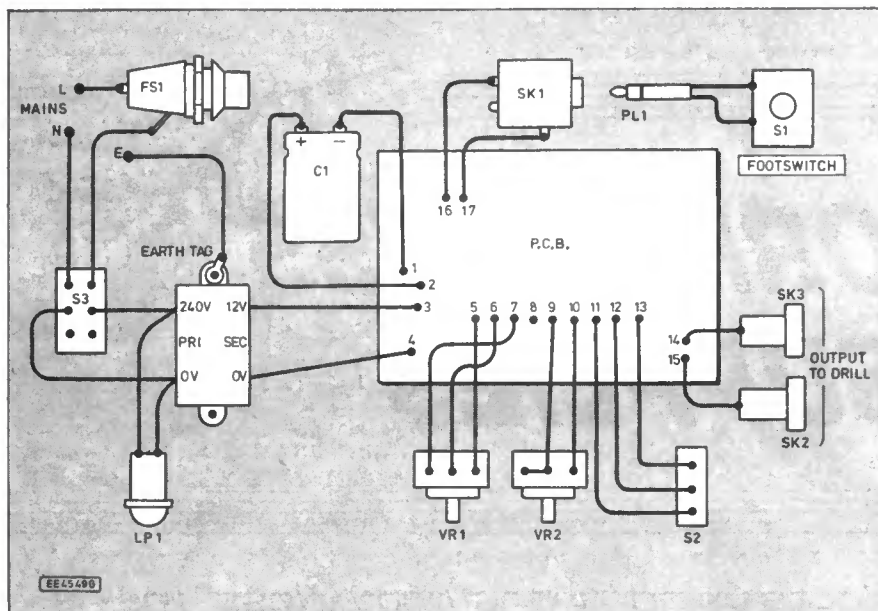 FS1
L
MAINS
N
E
EARTH TAG
S3
240V 12V
PRI SEC
0V 0V
LP1
+ −
C1
SK1
16 17
PL1
S1
FOOTSWITCH
P.C.B.
1
2
3
4
5 6 7 8 9 10 11 12 13
14
15
SK3
OUTPUT
TO DRILL
SK2
VR1
VR2
S2
EE4549G